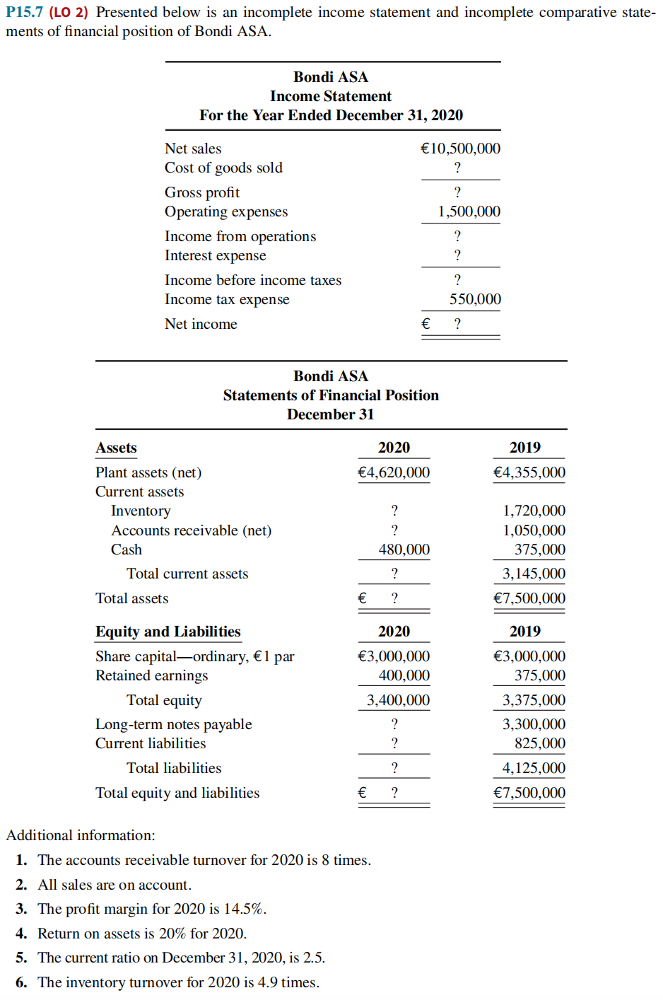 P15.7 (LO 2) Presented below is an incomplete income statement and incomplete comparative state-
ments of financial position of Bondi ASA.
Bondi ASA
Income Statement
For the Year Ended December 31, 2020
Net sales €10,500,000
Cost of goods sold ?
Gross profit ?
Operating expenses 1,500,000
Income from operations ?
Interest expense ?
Income before income taxes ?
Income tax expense 550,000
Net income € ?
Bondi ASA
Statements of Financial Position
December 31
Assets 2020 2019
Plant assets (net) €4,620,000 €4,355,000
Current assets
Inventory ? 1,720,000
Accounts receivable (net) ? 1,050,000
Cash 480,000 375,000
Total current assets ? 3,145,000
Total assets € ? €7,500,000
Equity and Liabilities 2020 2019
Share capital—ordinary, €1 par €3,000,000 €3,000,000
Retained earnings 400,000 375,000
Total equity 3,400,000 3,375,000
Long-term notes payable ? 3,300,000
Current liabilities ? 825,000
Total liabilities ? 4,125,000
Total equity and liabilities € ? €7,500,000
Additional information:
1. The accounts receivable turnover for 2020 is 8 times.
2. All sales are on account.
3. The profit margin for 2020 is 14.5%.
4. Return on assets is 20% for 2020.
5. The current ratio on December 31, 2020, is 2.5.
6. The inventory turnover for 2020 is 4.9 times.